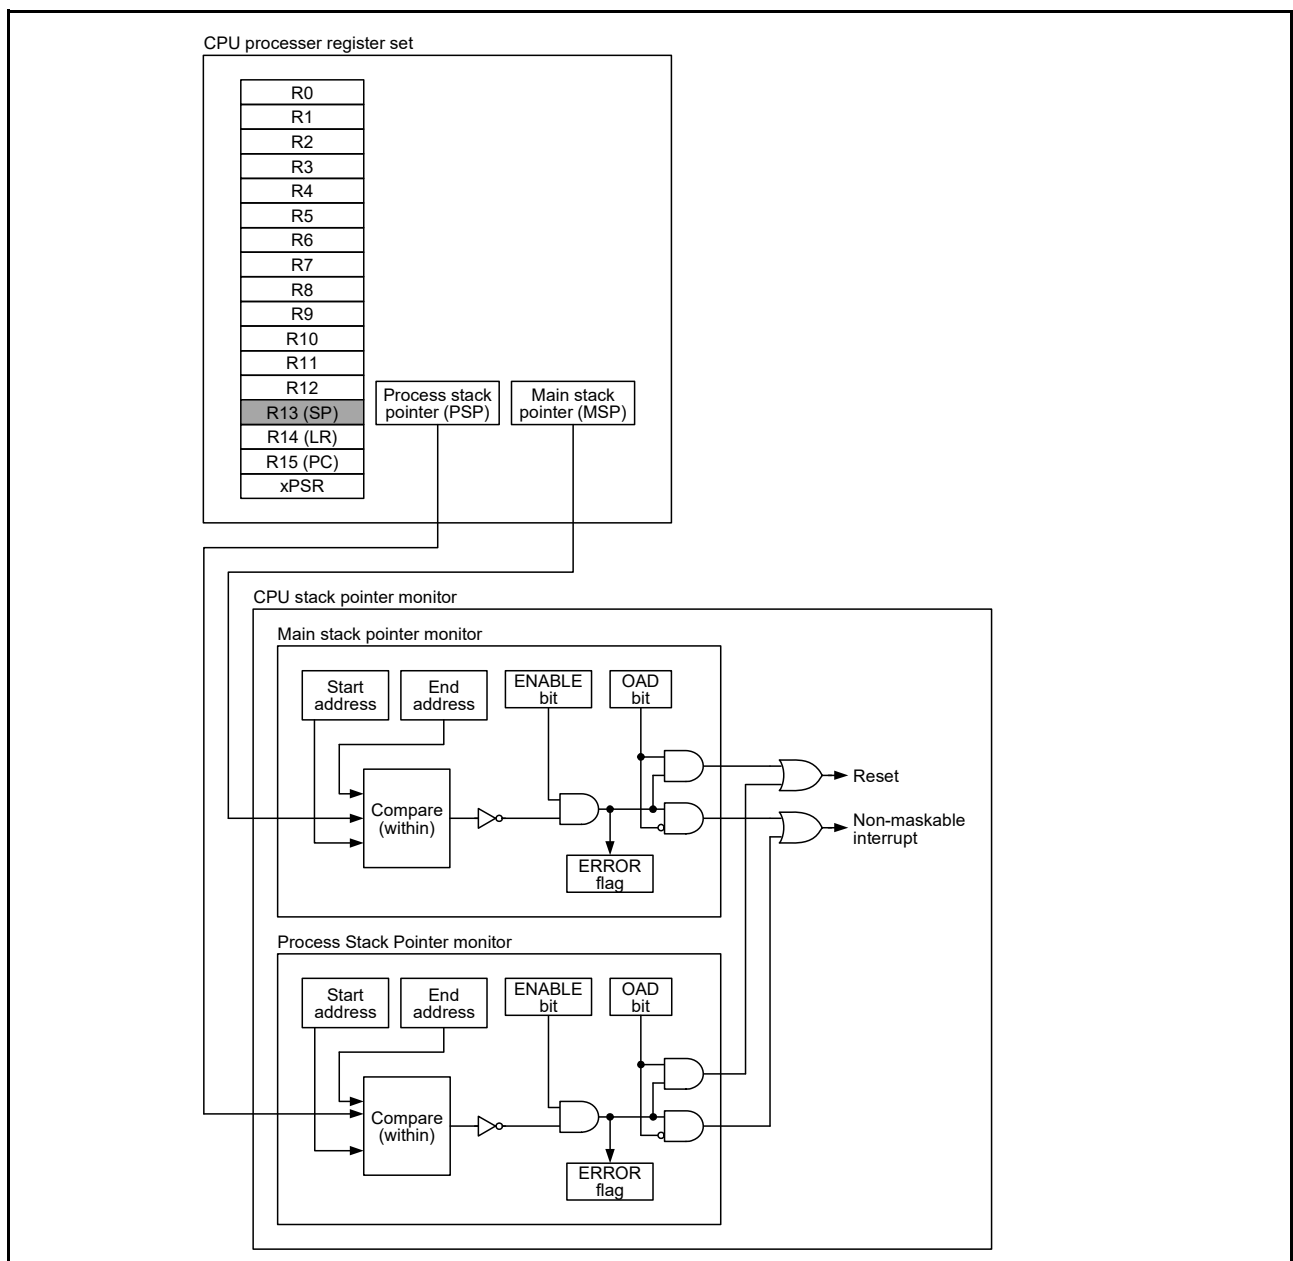 CPU processer register set
R0
R1
R2
R3
R4
R5
R6
R7
R8
R9
R10
R11
R12
R13 (SP)
R14 (LR)
R15 (PC)
xPSR
Process stack
pointer (PSP)
Main stack
pointer (MSP)
CPU stack pointer monitor
Main stack pointer monitor
Start
address
End
address
ENABLE
bit
OAD
bit
Compare
(within)
ERROR
flag
Reset
Non-maskable
interrupt
Process Stack Pointer monitor
Start
address
End
address
ENABLE
bit
OAD
bit
Compare
(within)
ERROR
flag